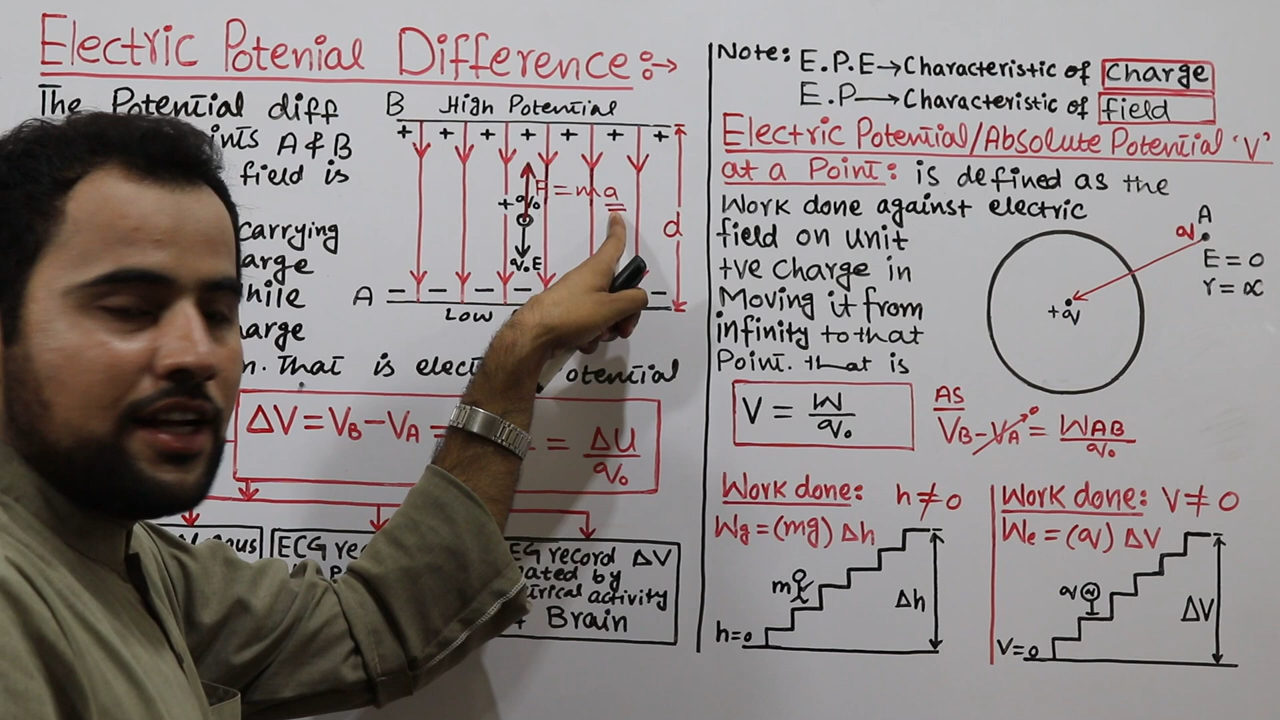 Electric Potenial Difference:→
The Potential diff
ints A & B
field is
carrying
arge
hile
arge
n. That is elect otential
B High Potential
+ + + + + + +
+q₀
F = ma
q₀E
d
A − − − − −
Low
ΔV = VB − VA = = ΔU/q₀
ECG rec
EG record ΔV
ated by
trical activity
Brain
Note: E.P.E → Characteristic of charge
E.P → Characteristic of field
Electric Potential/Absolute Potential 'V'
at a Point: is defined as the
Work done against electric
field on unit
+ve Charge in
Moving it from
infinity to that
Point. that is
A
q
E = 0
r = ∝
+q
V = W/q₀
AS
VB − VA⁰ = WAB/q₀
Work done: h ≠ 0
Wg = (mg) Δh
m
Δh
h = 0
Work done: V ≠ 0
We = (q) ΔV
q
ΔV
V = 0